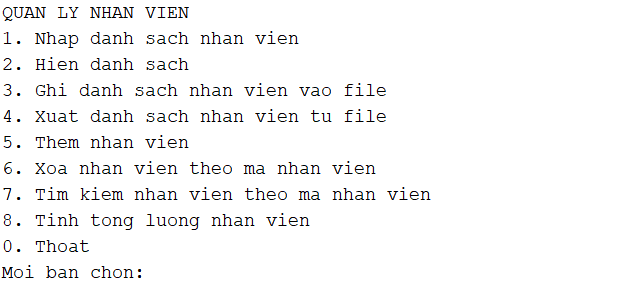 QUAN LY NHAN VIEN
1. Nhap danh sach nhan vien
2. Hien danh sach
3. Ghi danh sach nhan vien vao file
4. Xuat danh sach nhan vien tu file
5. Them nhan vien
6. Xoa nhan vien theo ma nhan vien
7. Tim kiem nhan vien theo ma nhan vien
8. Tinh tong luong nhan vien
0. Thoat
Moi ban chon: